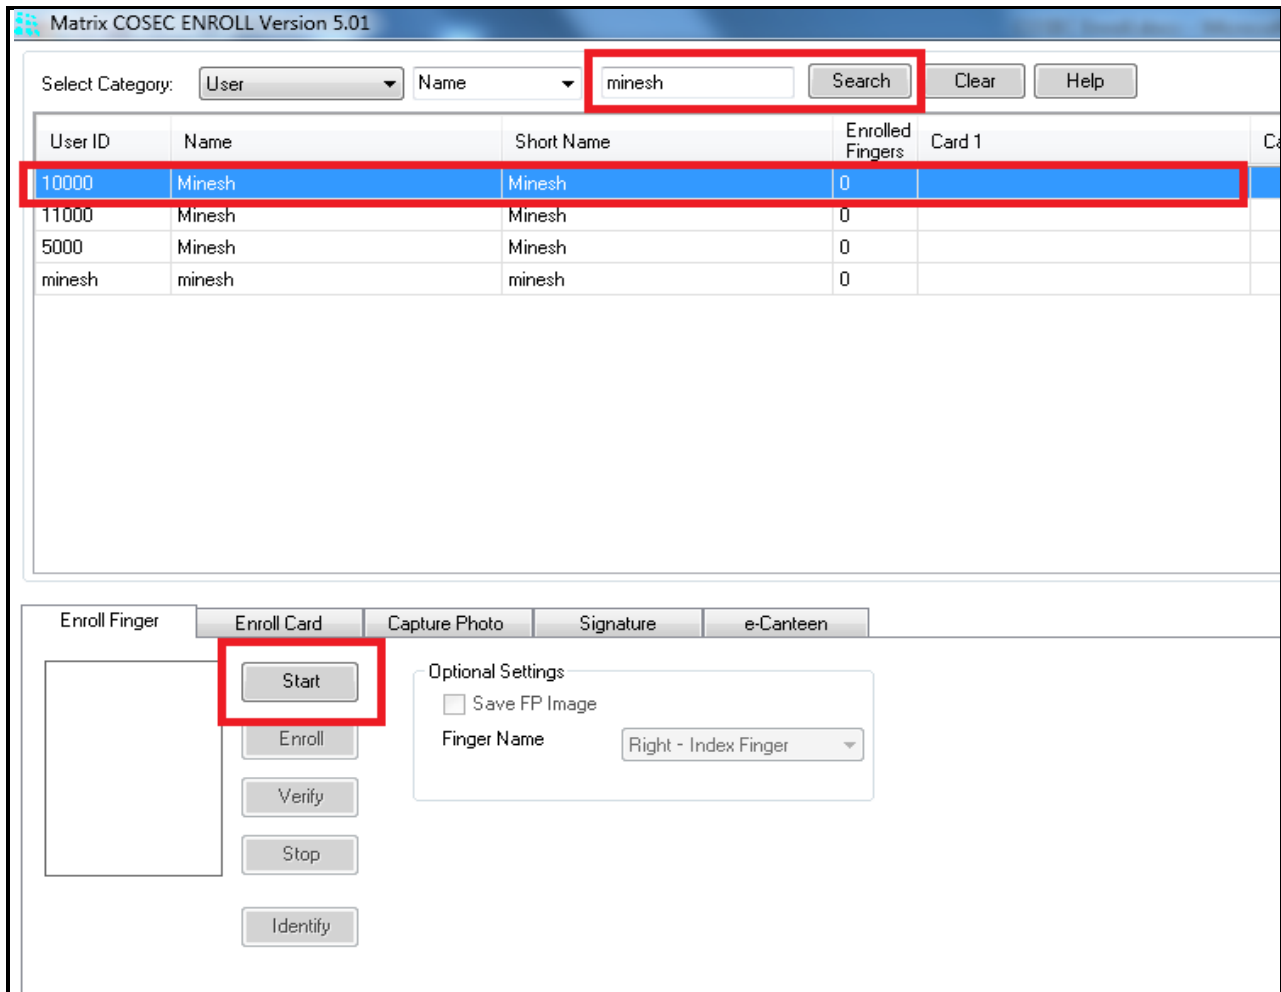 Matrix COSEC ENROLL Version 5.01
Select Category: User Name minesh Search Clear Help
User ID Name Short Name Enrolled Fingers Card 1 Ca
10000 Minesh Minesh 0
11000 Minesh Minesh 0
5000 Minesh Minesh 0
minesh minesh minesh 0
Enroll Finger Enroll Card Capture Photo Signature e-Canteen
Start
Optional Settings
Save FP Image
Enroll
Finger Name Right - Index Finger
Verify
Stop
Identify